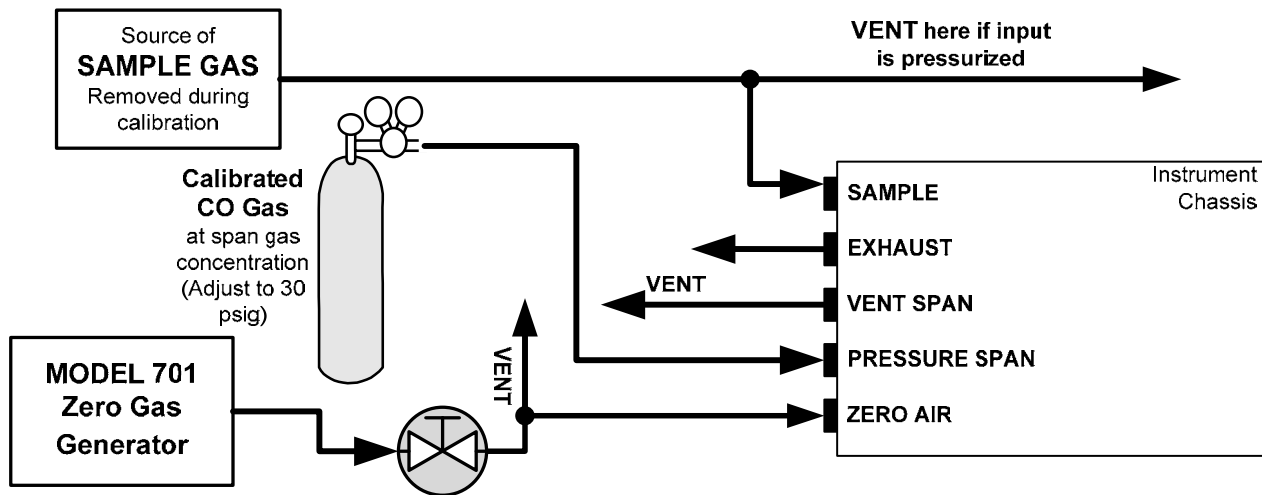 Source of
SAMPLE GAS
Removed during
calibration
VENT here if input
is pressurized
Calibrated
CO Gas
at span gas
concentration
(Adjust to 30
psig)
MODEL 701
Zero Gas
Generator
VENT
VENT
Instrument
Chassis
SAMPLE
EXHAUST
VENT SPAN
PRESSURE SPAN
ZERO AIR